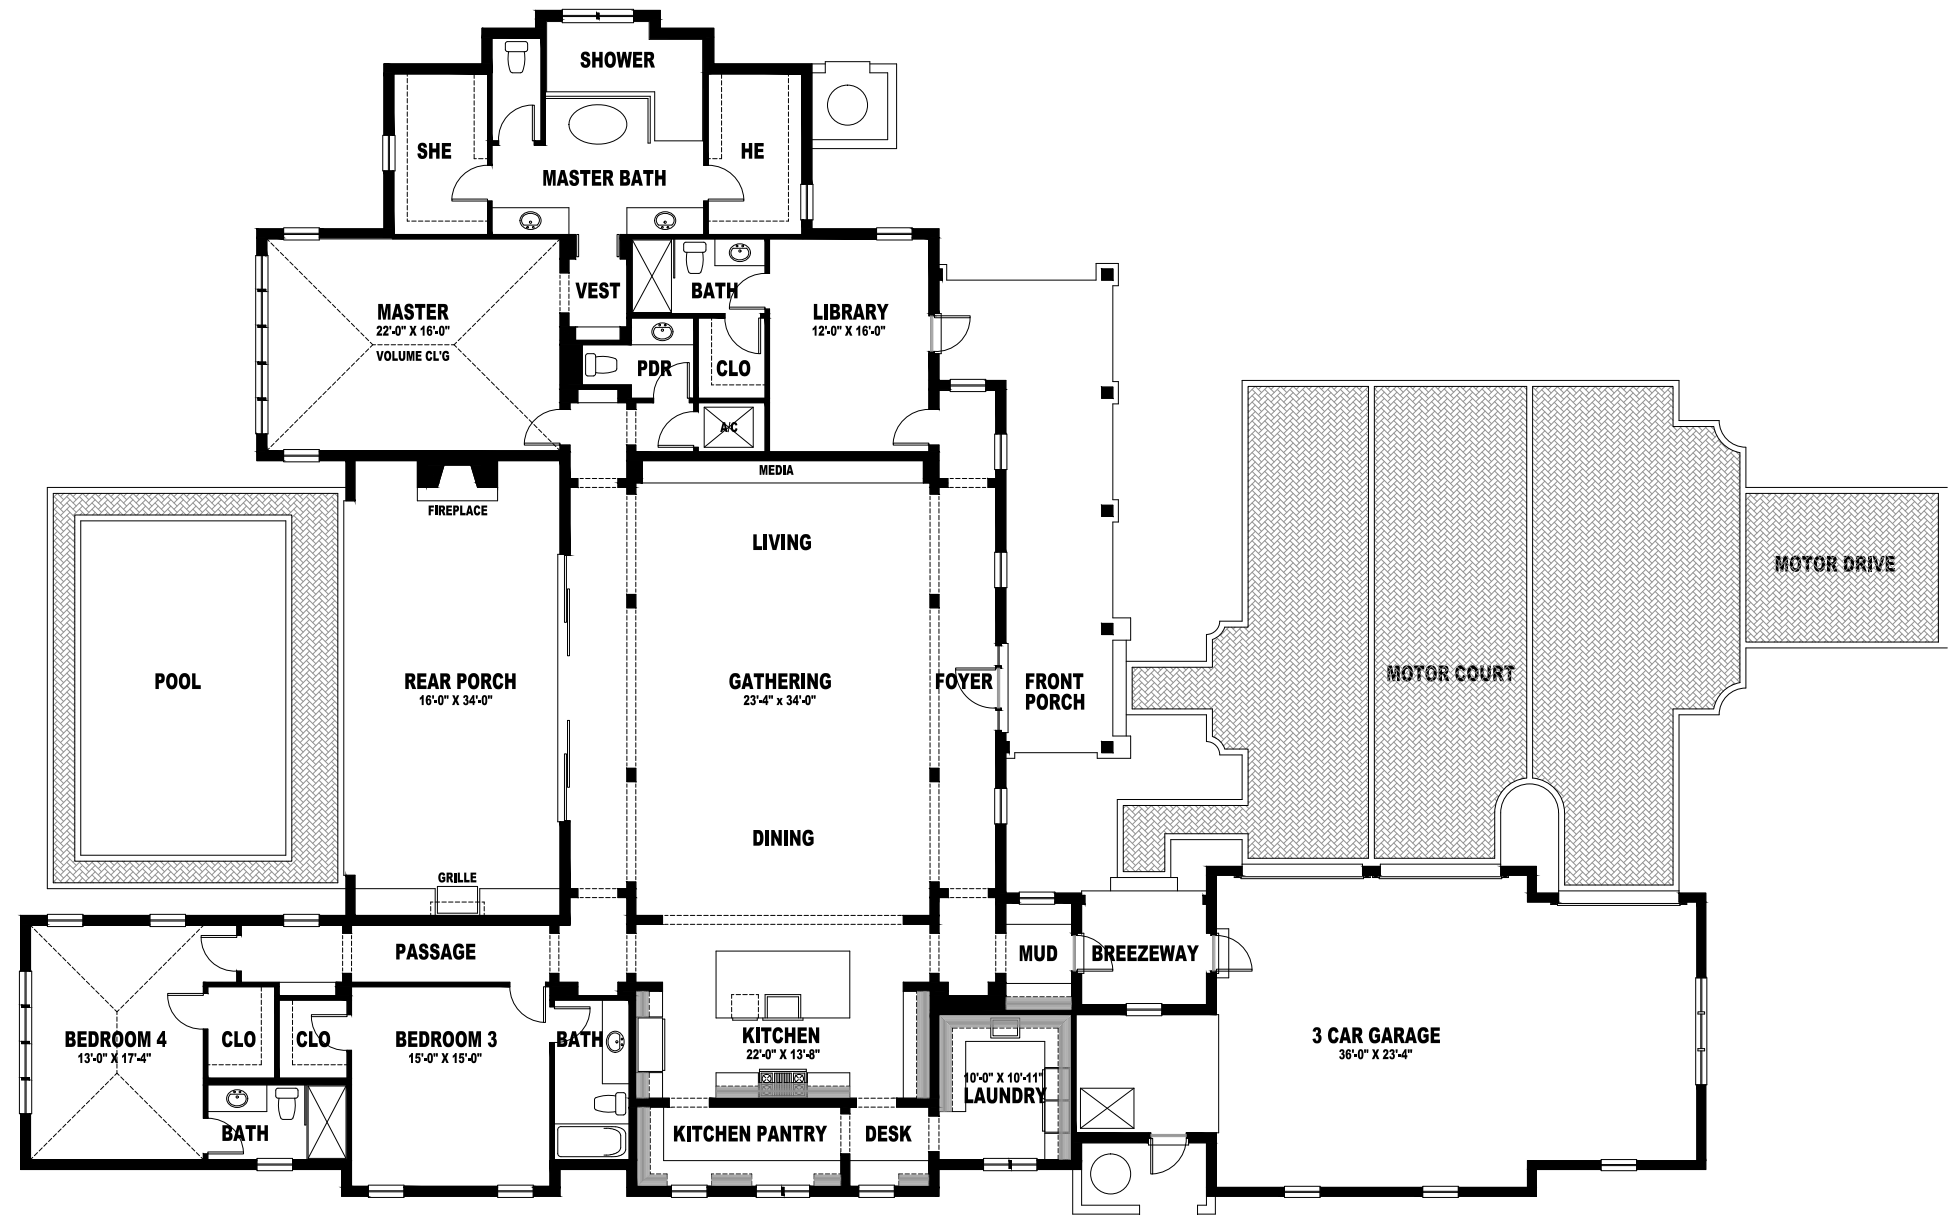 SHOWER
SHE
HE
MASTER BATH
VEST
BATH
MASTER
22'-0" X 16'-0"
VOLUME CL'G
LIBRARY
12'-0" X 16'-0"
PDR
CLO
A/C
MEDIA
FIREPLACE
LIVING
MOTOR DRIVE
POOL
REAR PORCH
16'-0" X 34'-0"
GATHERING
23'-4" x 34'-0"
FOYER
FRONT
PORCH
MOTOR COURT
DINING
GRILLE
PASSAGE
MUD
BREEZEWAY
BEDROOM 4
13'-0" X 17'-4"
CLO
CLO
BEDROOM 3
15'-0" X 15'-0"
BATH
KITCHEN
22'-0" X 13'-8"
3 CAR GARAGE
36'-0" X 23'-4"
10'-0" X 10'-11"
LAUNDRY
BATH
KITCHEN PANTRY
DESK